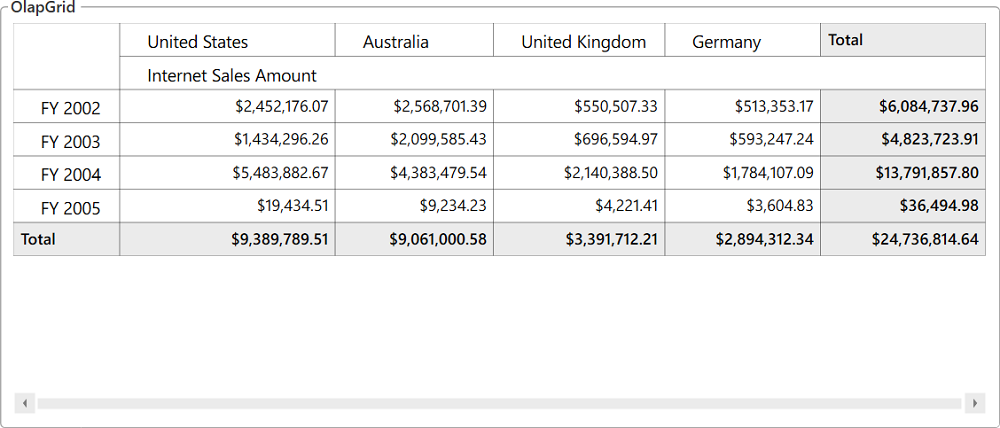 OlapGrid
United States Australia United Kingdom Germany Total
Internet Sales Amount
FY 2002 $2,452,176.07 $2,568,701.39 $550,507.33 $513,353.17 $6,084,737.96
FY 2003 $1,434,296.26 $2,099,585.43 $696,594.97 $593,247.24 $4,823,723.91
FY 2004 $5,483,882.67 $4,383,479.54 $2,140,388.50 $1,784,107.09 $13,791,857.80
FY 2005 $19,434.51 $9,234.23 $4,221.41 $3,604.83 $36,494.98
Total $9,389,789.51 $9,061,000.58 $3,391,712.21 $2,894,312.34 $24,736,814.64